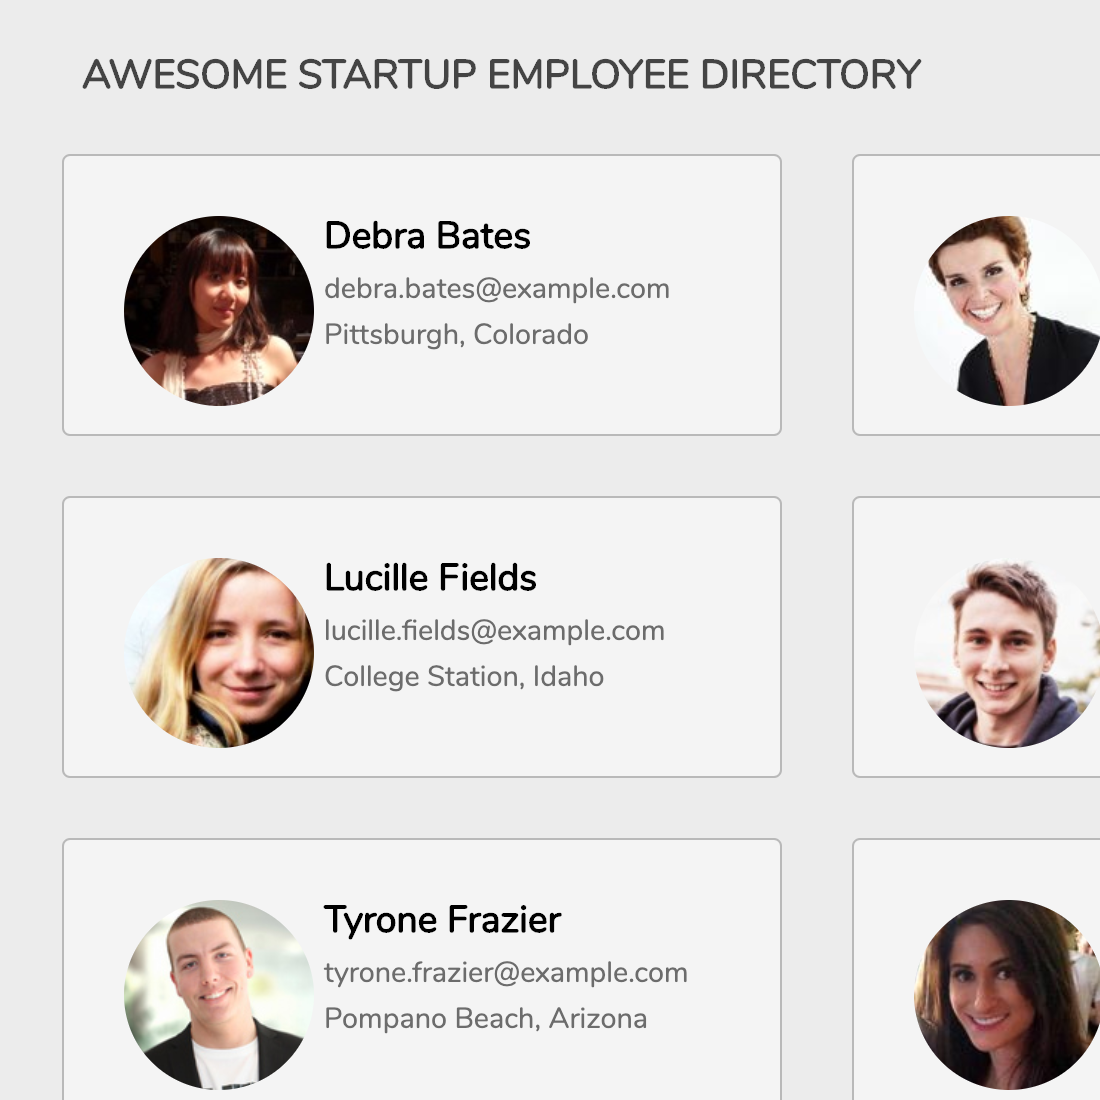 AWESOME STARTUP EMPLOYEE DIRECTORY
Debra Bates
debra.bates@example.com
Pittsburgh, Colorado
Lucille Fields
lucille.fields@example.com
College Station, Idaho
Tyrone Frazier
tyrone.frazier@example.com
Pompano Beach, Arizona